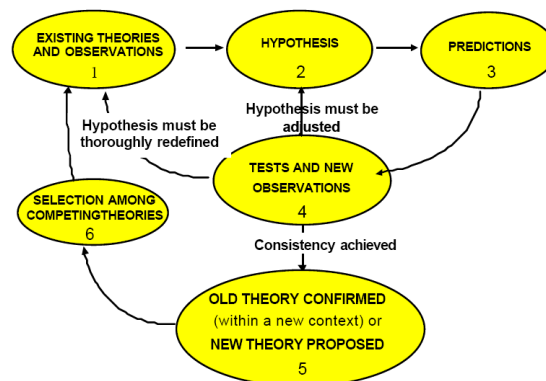 EXISTING THEORIES
AND OBSERVATIONS
1
HYPOTHESIS
2
PREDICTIONS
3
Hypothesis must be
adjusted
Hypothesis must be
thoroughly redefined
TESTS AND NEW
OBSERVATIONS
4
SELECTION AMONG
COMPETINGTHEORIES
6
Consistency achieved
OLD THEORY CONFIRMED
(within a new context) or
NEW THEORY PROPOSED
5